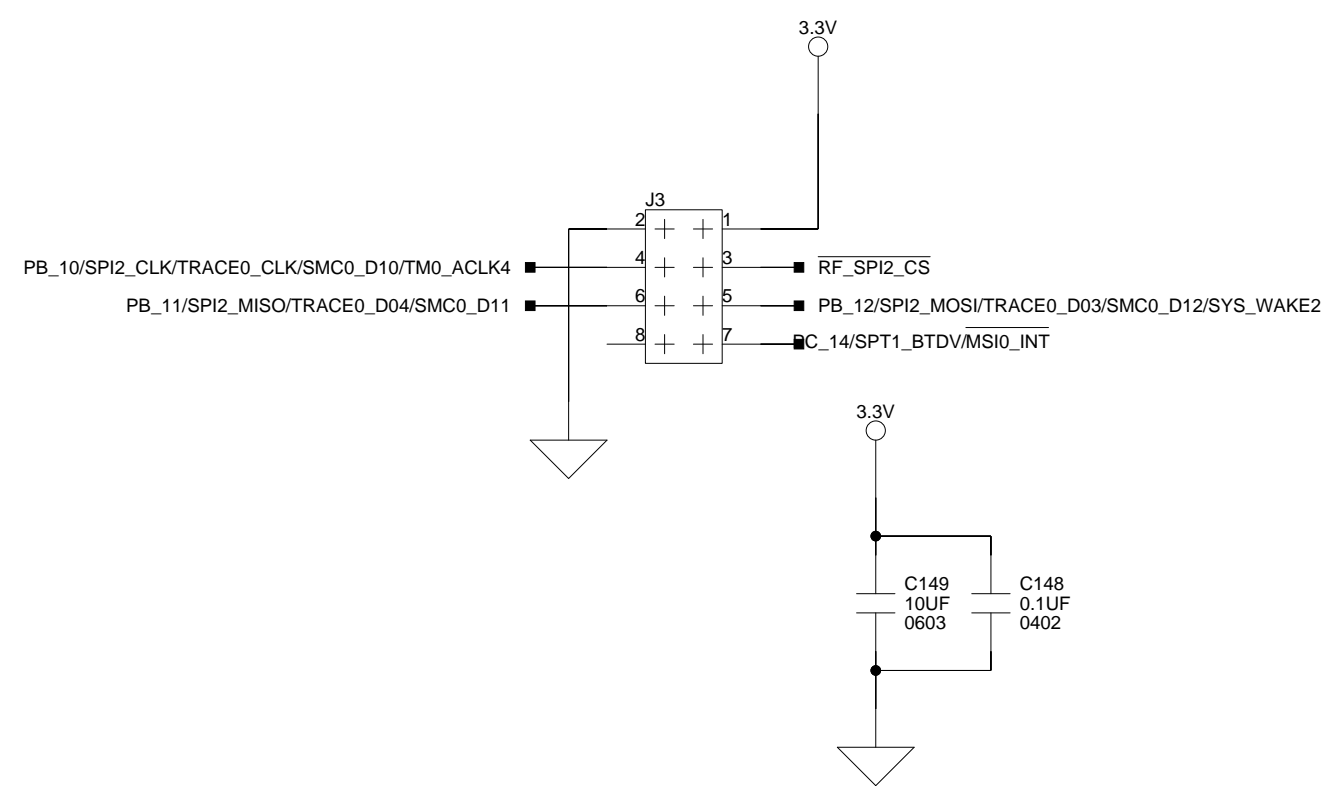 3.3V
J3
2 1
PB_10/SPI2_CLK/TRACE0_CLK/SMC0_D10/TM0_ACLK4 4 3 RF_SPI2_CS
PB_11/SPI2_MISO/TRACE0_D04/SMC0_D11 6 5 PB_12/SPI2_MOSI/TRACE0_D03/SMC0_D12/SYS_WAKE2
8 7 PC_14/SPT1_BTDV/MSI0_INT
3.3V
C149 C148
10UF 0.1UF
0603 0402